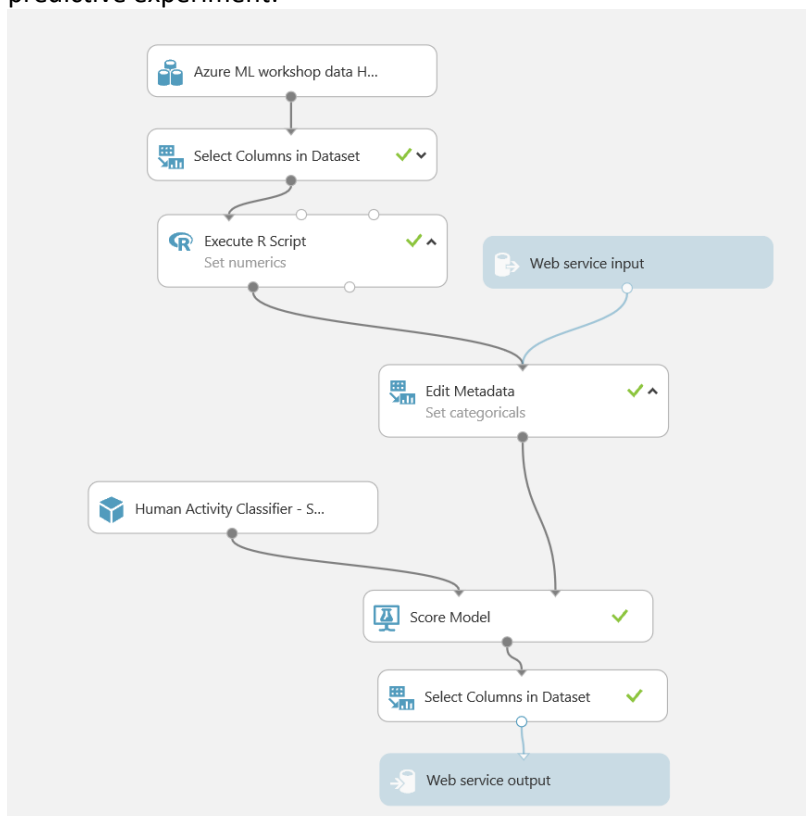 predictive experiment.
Azure ML workshop data H...
Select Columns in Dataset
Execute R Script
Set numerics
Web service input
Edit Metadata
Set categoricals
Human Activity Classifier - S...
Score Model
Select Columns in Dataset
Web service output